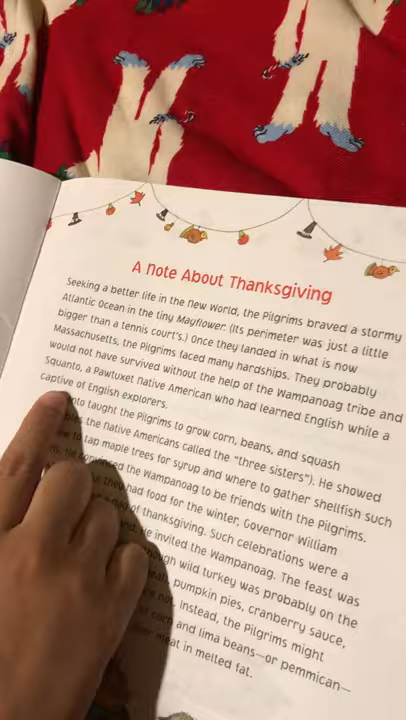 A Note About Thanksgiving
Seeking a better life in the New World, the Pilgrims braved a stormy
Atlantic Ocean in the tiny Mayflower. (Its perimeter was just a little
bigger than a tennis court's.) Once they landed in what is now
Massachusetts, the Pilgrims faced many hardships. They probably
would not have survived without the help of the Wampanoag tribe and
Squanto, a Pawtuxet native American who had learned English while a
captive of English explorers.
taught the Pilgrims to grow corn, beans, and squash
the Native Americans called the "three sisters"). He showed
to tap maple trees for syrup and where to gather shellfish such
He convinced the Wampanoag to be friends with the Pilgrims.
they had food for the winter, Governor William
of thanksgiving. Such celebrations were a
He invited the Wampanoag. The feast was
wild turkey was probably on the
pumpkin pies, cranberry sauce,
not. Instead, the Pilgrims might
corn and lima beans—or pemmican—
meat in melted fat.